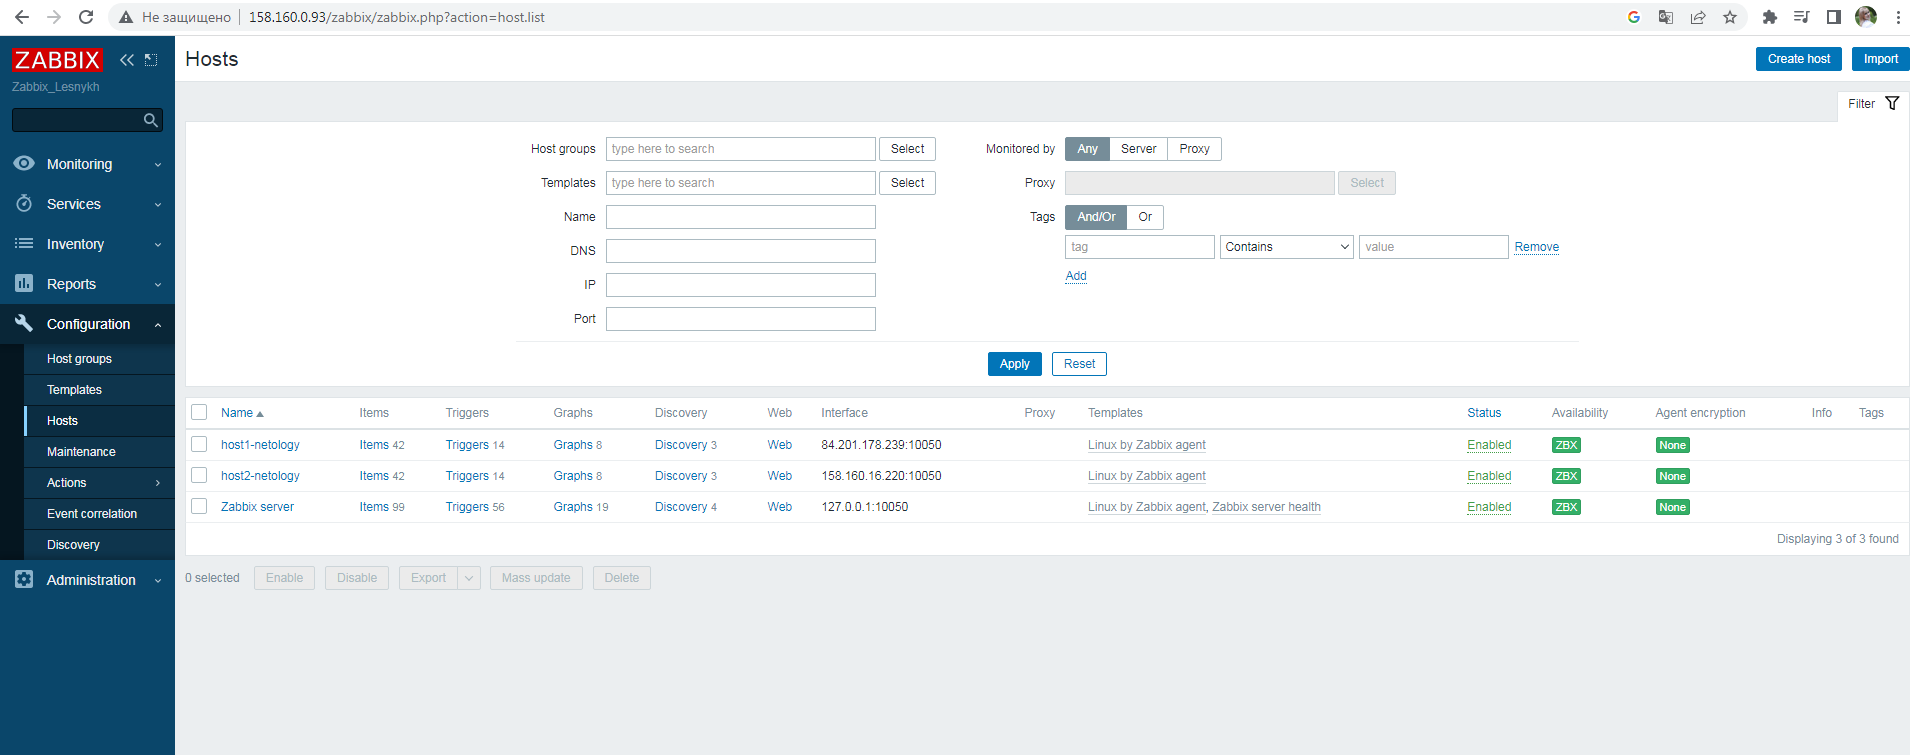 Не защищено 158.160.0.93/zabbix/zabbix.php?action=host.list
ZABBIX
Zabbix_Lesnykh
Monitoring
Services
Inventory
Reports
Configuration
Host groups
Templates
Hosts
Maintenance
Actions
Event correlation
Discovery
Administration
Hosts Create host Import
Filter
Host groups type here to search Select Monitored by Any Server Proxy
Templates type here to search Select Proxy Select
Name Tags And/Or Or
DNS tag Contains value Remove
IP Add
Port
Apply Reset
Name Items Triggers Graphs Discovery Web Interface Proxy Templates Status Availability Agent encryption Info Tags
host1-netology Items 42 Triggers 14 Graphs 8 Discovery 3 Web 84.201.178.239:10050 Linux by Zabbix agent Enabled ZBX None
host2-netology Items 42 Triggers 14 Graphs 8 Discovery 3 Web 158.160.16.220:10050 Linux by Zabbix agent Enabled ZBX None
Zabbix server Items 99 Triggers 56 Graphs 19 Discovery 4 Web 127.0.0.1:10050 Linux by Zabbix agent, Zabbix server health Enabled ZBX None
Displaying 3 of 3 found
0 selected Enable Disable Export Mass update Delete